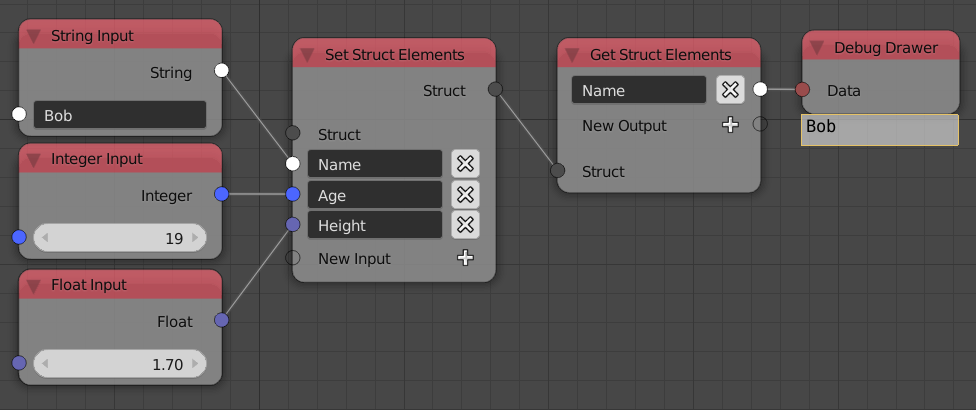 String Input
String
Bob
Integer Input
Integer
19
Float Input
Float
1.70
Set Struct Elements
Struct
Struct
Name
Age
Height
New Input
Get Struct Elements
Name
New Output
Struct
Debug Drawer
Data
Bob